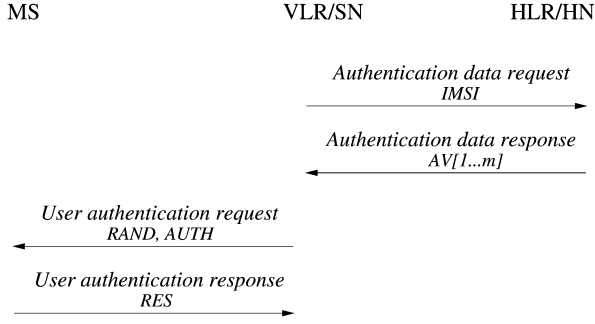 MS VLR/SN HLR/HN
Authentication data request
IMSI
Authentication data response
AV[1...m]
User authentication request
RAND, AUTH
User authentication response
RES